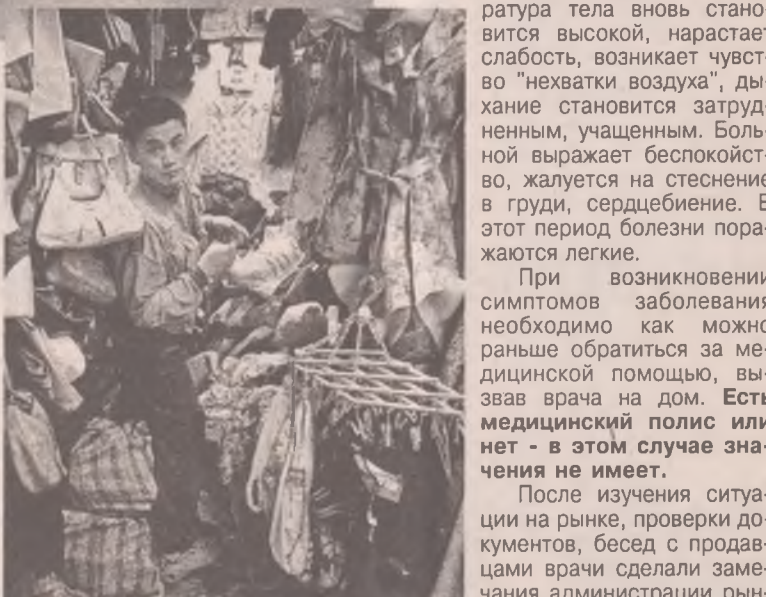 ратура тела вновь стано-
вится высокой, нарастает
слабость, возникает чувст-
во "нехватки воздуха", ды-
хание становится затруд-
ненным, учащенным. Боль-
ной выражает беспокойст-
во, жалуется на стеснение
в груди, сердцебиение. В
этот период болезни пора-
жаются легкие.
При возникновении
симптомов заболевания
необходимо как можно
раньше обратиться за ме-
дицинской помощью, вы-
звав врача на дом. Есть
медицинский полис или
нет - в этом случае зна-
чения не имеет.
После изучения ситуа-
ции на рынке, проверки до-
кументов, бесед с продав-
цами врачи сделали заме-
чания администрации рын-